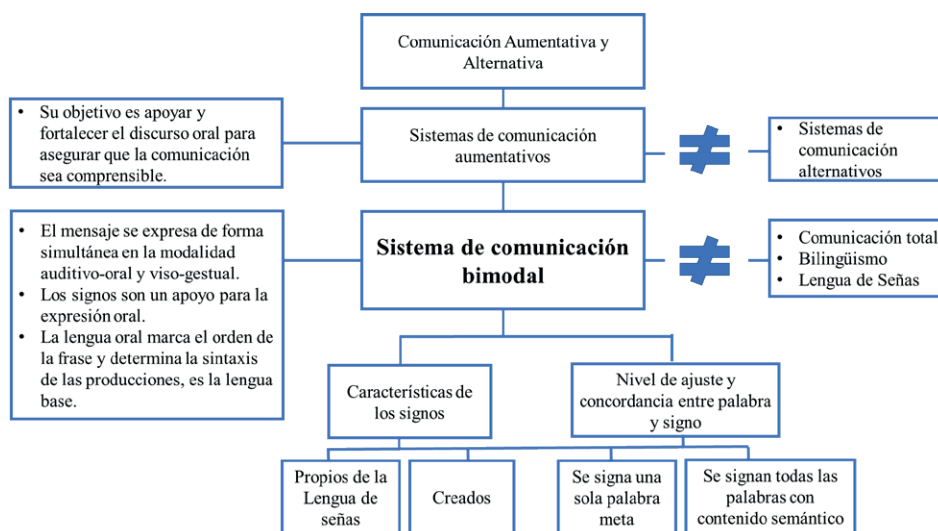 Comunicación Aumentativa y
Alternativa
• Su objetivo es apoyar y
fortalecer el discurso oral para
asegurar que la comunicación
sea comprensible.
Sistemas de comunicación
aumentativos
≠
• Sistemas de
comunicación
alternativos
• El mensaje se expresa de forma
simultánea en la modalidad
auditivo-oral y viso-gestual.
• Los signos son un apoyo para la
expresión oral.
• La lengua oral marca el orden de
la frase y determina la sintaxis
de las producciones, es la lengua
base.
Sistema de comunicación
bimodal
≠
• Comunicación total
• Bilingüismo
• Lengua de Señas
Características de
los signos
Nivel de ajuste y
concordancia entre palabra
y signo
Propios de la
Lengua de
señas
Creados
Se signa una
sola palabra
meta
Se signan todas las
palabras con
contenido semántico